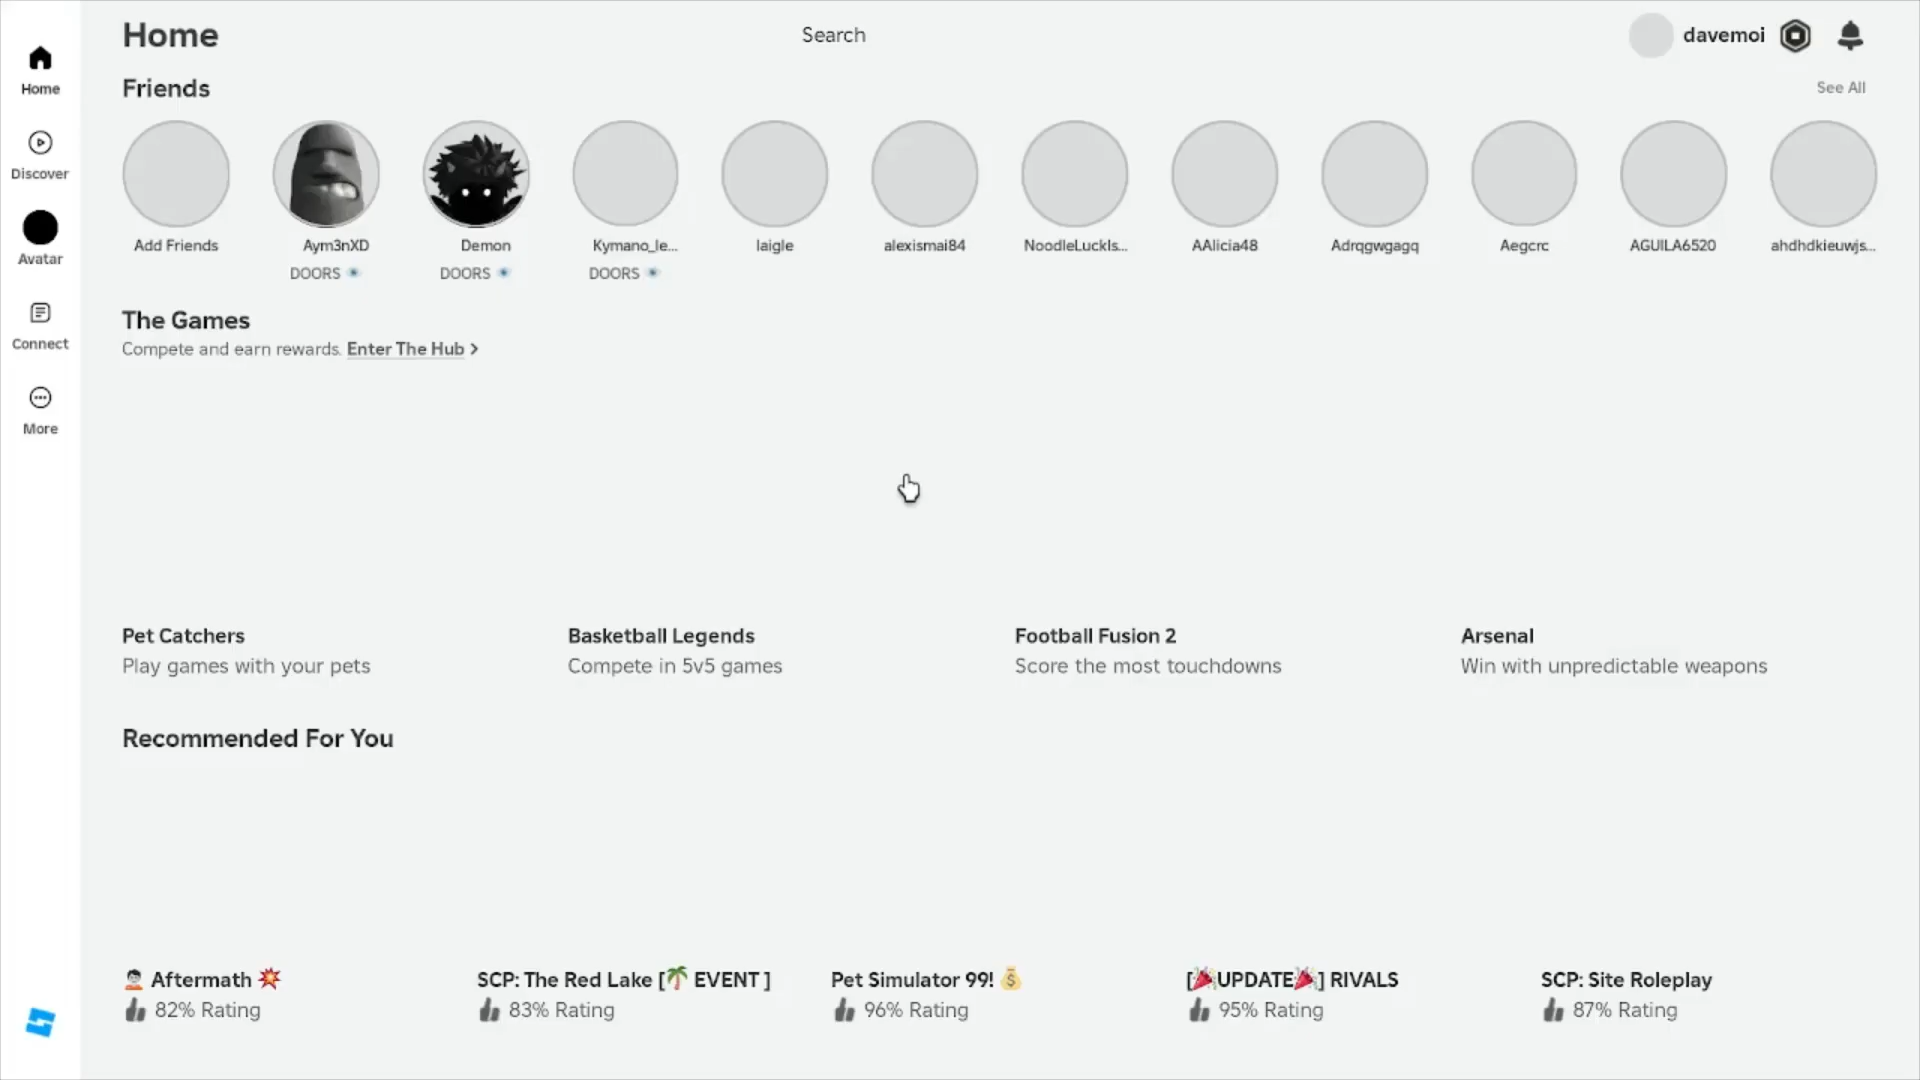 Home
Search
davemoi
Home
Discover
Avatar
Connect
More
Friends
See All
Add Friends
Aym3nXD
DOORS 👁️
Demon
DOORS 👁️
Kymano_le...
DOORS 👁️
laigle
alexismai84
NoodleLuckIs...
AAlicia48
Adrqgwgagq
Aegcrc
AGUILA6520
ahdhdkieuwjs...
The Games
Compete and earn rewards. Enter The Hub >
Pet Catchers
Play games with your pets
Basketball Legends
Compete in 5v5 games
Football Fusion 2
Score the most touchdowns
Arsenal
Win with unpredictable weapons
Recommended For You
🧟🏻 Aftermath 💥
82% Rating
SCP: The Red Lake [🌴 EVENT ]
83% Rating
Pet Simulator 99! 💰
96% Rating
[🎉UPDATE🎉] RIVALS
95% Rating
SCP: Site Roleplay
87% Rating